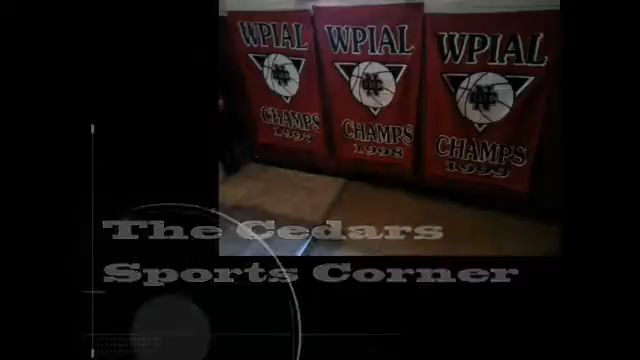 WPIAL
CHAMPS
1997
WPIAL
CHAMPS
1998
WPIAL
CHAMPS
1999
The Cedars
Sports Corner